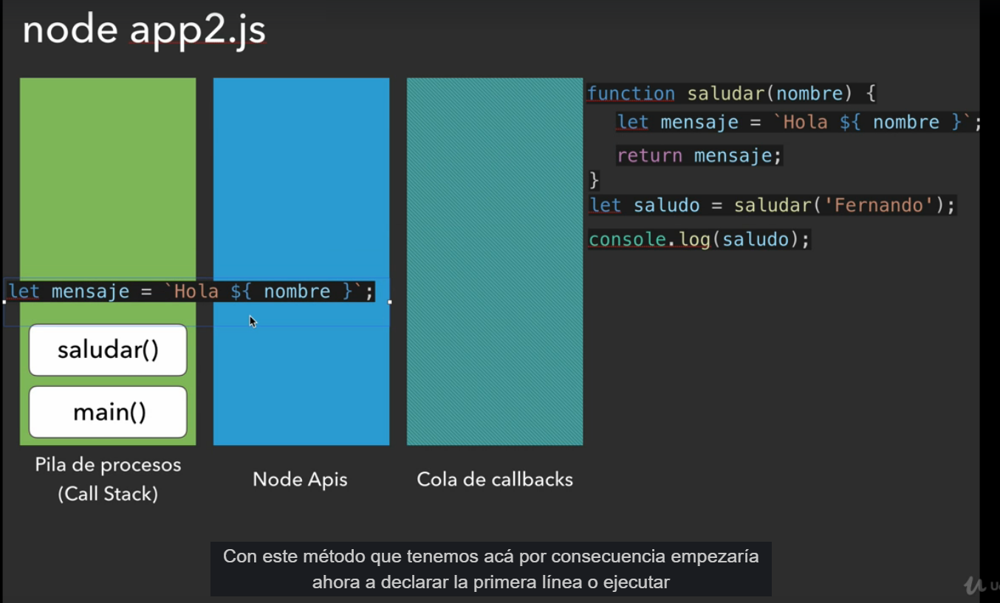 node app2.js
function saludar(nombre) {
let mensaje = `Hola ${ nombre }`;
return mensaje;
}
let saludo = saludar('Fernando');
console.log(saludo);
let mensaje = `Hola ${ nombre }`;
saludar()
main()
Pila de procesos
(Call Stack)
Node Apis
Cola de callbacks
Con este método que tenemos acá por consecuencia empezaría
ahora a declarar la primera línea o ejecutar